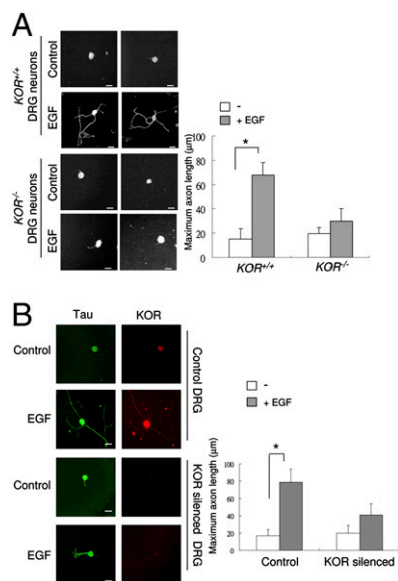 A
KOR+/+
DRG neurons
Control
EGF
KOR-/-
DRG neurons
Control
EGF
-
+ EGF
Maximum axon length (µm)
100
80
60
40
20
0
*
KOR+/+
KOR-/-
B
Tau
KOR
Control
EGF
Control
EGF
Control DRG
KOR silenced DRG
-
+ EGF
Maximum axon length (µm)
100
80
60
40
20
0
*
Control
KOR silenced